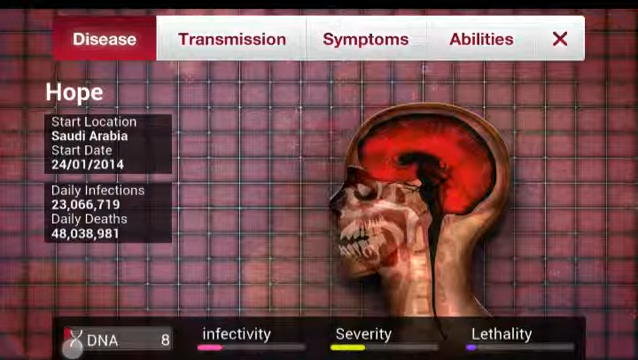 Disease Transmission Symptoms Abilities X
Hope
Start Location
Saudi Arabia
Start Date
24/01/2014
Daily Infections
23,066,719
Daily Deaths
48,038,981
DNA 8 infectivity Severity Lethality